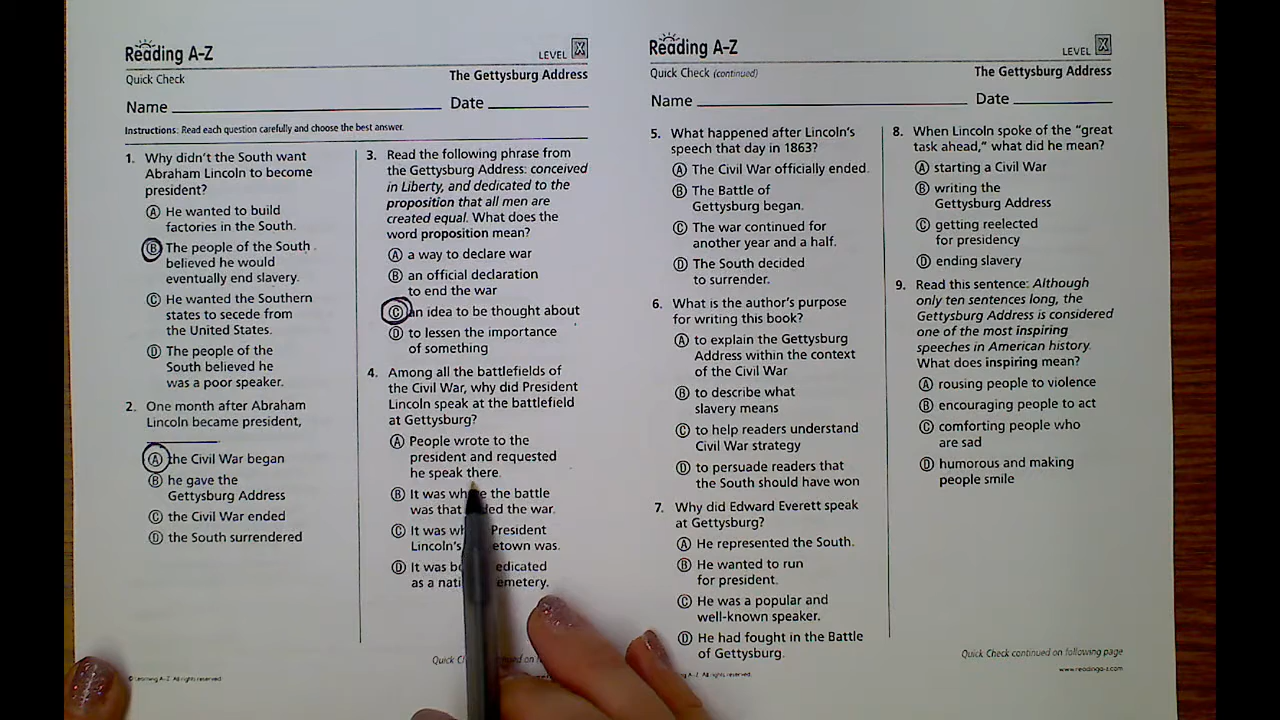 Reading A-Z
LEVEL X
Quick Check
The Gettysburg Address
Name
Date
Instructions: Read each question carefully and choose the best answer.
1. Why didn't the South want
Abraham Lincoln to become
president?
A He wanted to build
factories in the South.
B The people of the South
believed he would
eventually end slavery.
C He wanted the Southern
states to secede from
the United States.
D The people of the
South believed he
was a poor speaker.
2. One month after Abraham
Lincoln became president,
A the Civil War began
B he gave the
Gettysburg Address
C the Civil War ended
D the South surrendered
3. Read the following phrase from
the Gettysburg Address: conceived
in Liberty, and dedicated to the
proposition that all men are
created equal. What does the
word proposition mean?
A a way to declare war
B an official declaration
to end the war
C an idea to be thought about
D to lessen the importance
of something
4. Among all the battlefields of
the Civil War, why did President
Lincoln speak at the battlefield
at Gettysburg?
A People wrote to the
president and requested
he speak there.
B It was the battle
was that the war.
C It was President
Lincoln's was.
D It was
as a
Quick
© Learning A-Z All rights reserved.
Reading A-Z
LEVEL X
Quick Check (continued)
The Gettysburg Address
Name
Date
5. What happened after Lincoln's
speech that day in 1863?
A The Civil War officially ended.
B The Battle of
Gettysburg began.
C The war continued for
another year and a half.
D The South decided
to surrender.
6. What is the author's purpose
for writing this book?
A to explain the Gettysburg
Address within the context
of the Civil War
B to describe what
slavery means
C to help readers understand
Civil War strategy
D to persuade readers that
the South should have won
7. Why did Edward Everett speak
at Gettysburg?
A He represented the South.
B He wanted to run
for president.
C He was a popular and
well-known speaker.
D He had fought in the Battle
of Gettysburg.
8. When Lincoln spoke of the "great
task ahead," what did he mean?
A starting a Civil War
B writing the
Gettysburg Address
C getting reelected
for presidency
D ending slavery
9. Read this sentence: Although
only ten sentences long, the
Gettysburg Address is considered
one of the most inspiring
speeches in American history.
What does inspiring mean?
A rousing people to violence
B encouraging people to act
C comforting people who
are sad
D humorous and making
people smile
Quick Check continued on following page
A-Z. All rights reserved.
www.readinga-z.com